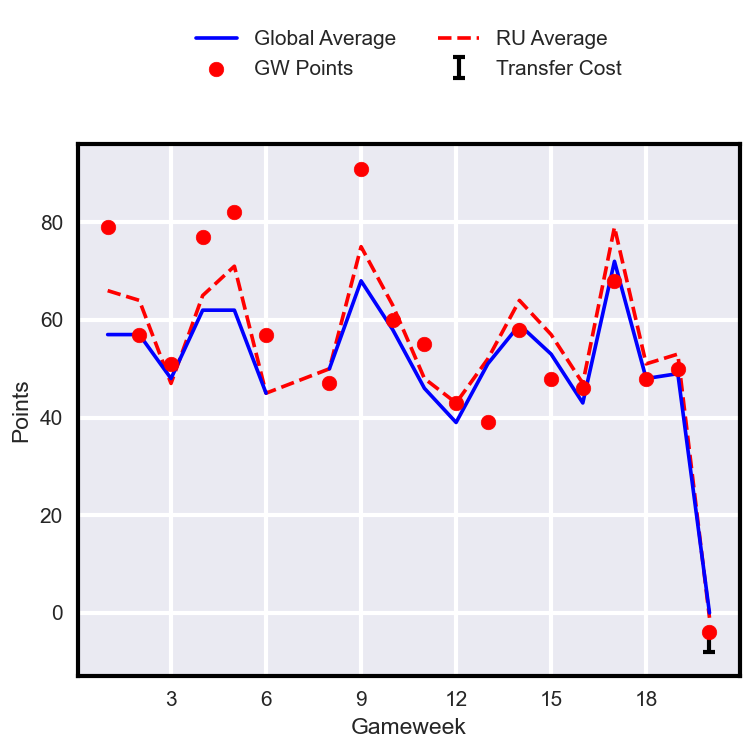 Global Average RU Average
GW Points Transfer Cost
80
60
40
20
0
Points
3 6 9 12 15 18
Gameweek